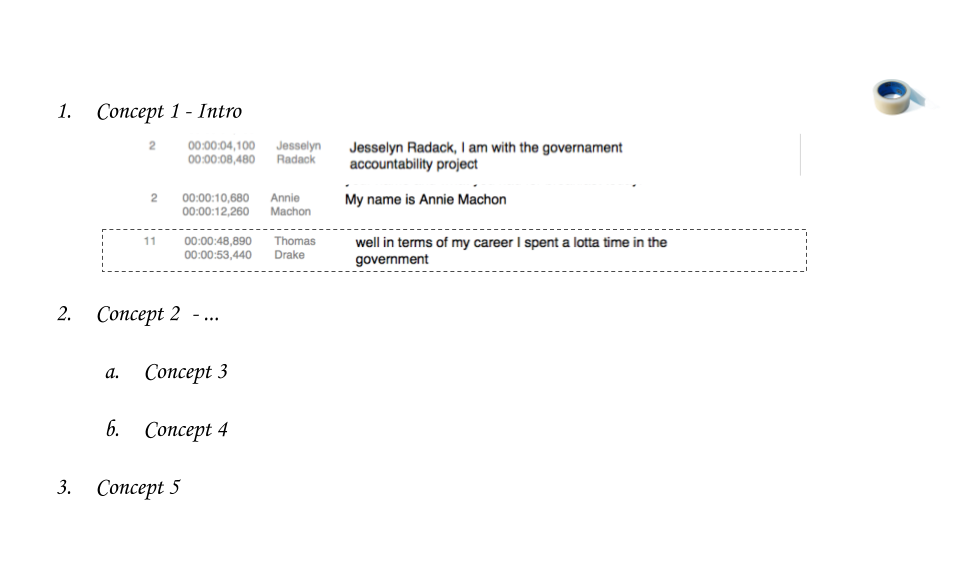 1. Concept 1 - Intro
2 00:00:04,100 Jesselyn Jesselyn Radack, I am with the governament
00:00:08,480 Radack accountability project
2 00:00:10,680 Annie My name is Annie Machon
00:00:12,260 Machon
11 00:00:48,890 Thomas well in terms of my career I spent a lotta time in the
00:00:53,440 Drake government
2. Concept 2 - ...
a. Concept 3
b. Concept 4
3. Concept 5